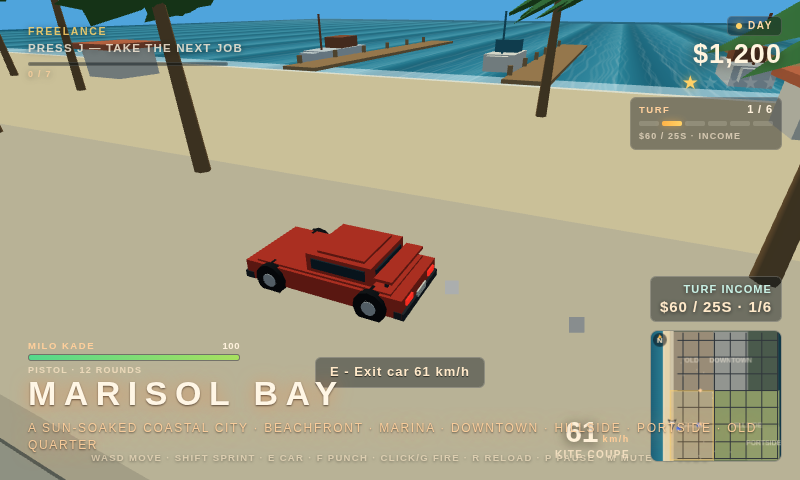 FREELANCE
PRESS J — TAKE THE NEXT JOB
0 / 7
DAY
$1,200
TURF 1 / 6
$60 / 25S · INCOME
TURF INCOME
$60 / 25S · 1/6
N
OLD DOWNTOWN
PORTSIDE
MILO KADE 100
PISTOL · 12 ROUNDS
E - Exit car 61 km/h
MARISOL BAY
A SUN-SOAKED COASTAL CITY · BEACHFRONT · MARINA · DOWNTOWN · HILLSIDE · PORTSIDE · OLD
QUARTER
61 km/h
KITE COUPE
WASD MOVE · SHIFT SPRINT · E CAR · F PUNCH · CLICK/G FIRE · R RELOAD · P PAUSE · M MUTE